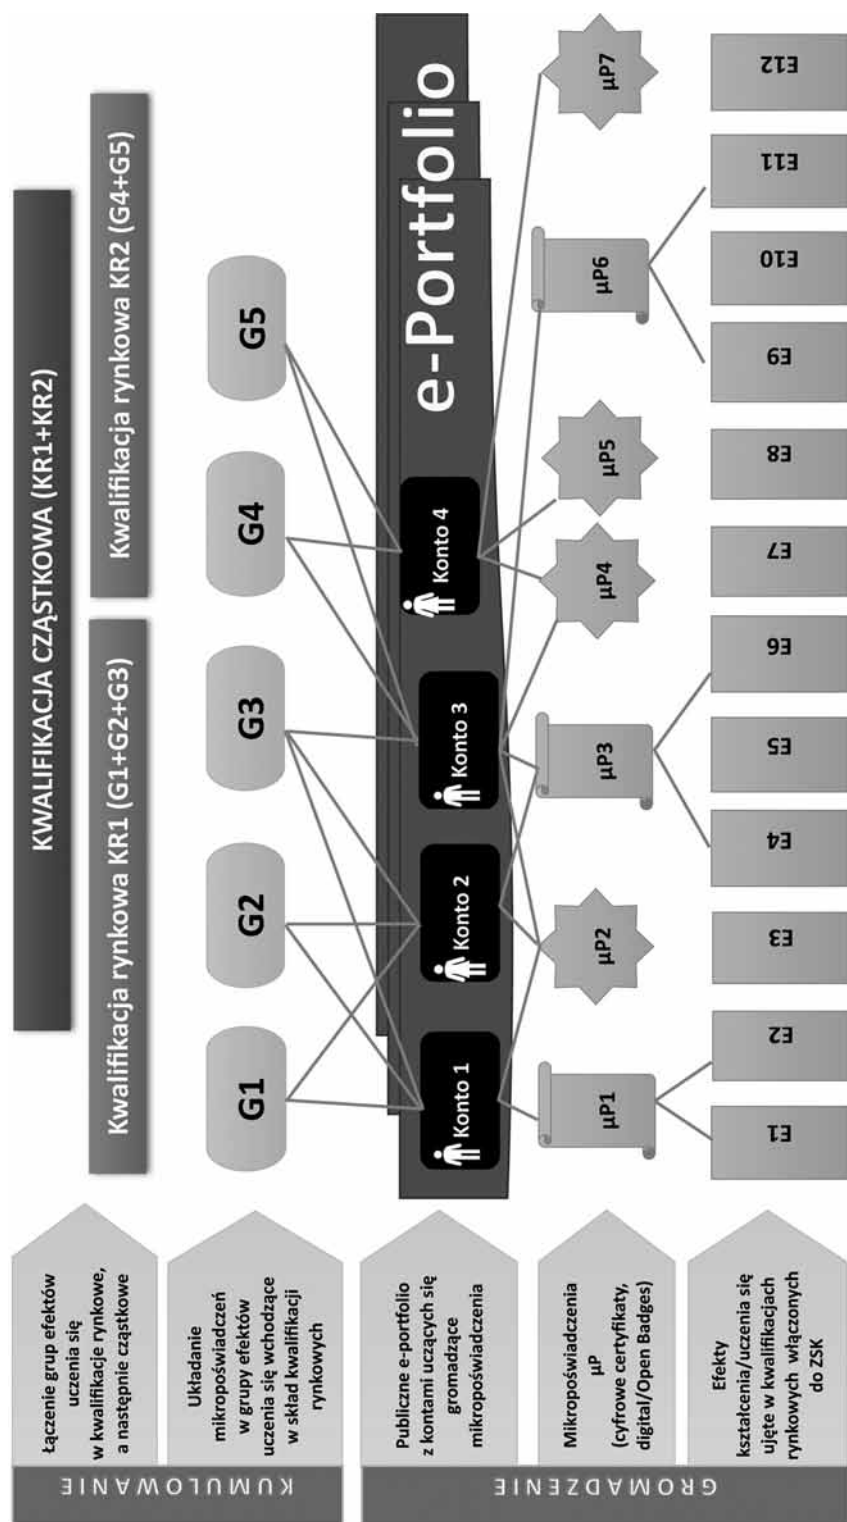 KUMULOWANIE
Łączenie grup efektów
uczenia się
w kwalifikacje rynkowe,
a następnie cząstkowe
KWALIFIKACJA CZĄSTKOWA (KR1+KR2)
Kwalifikacja rynkowa KR1 (G1+G2+G3)
Kwalifikacja rynkowa KR2 (G4+G5)
Układanie
mikropoświadczeń
w grupy efektów
uczenia się wchodzące
w skład kwalifikacji
rynkowych
G1
G2
G3
G4
G5
GROMADZENIE
Publiczne e-portfolio
z kontami uczących się
gromadzące
mikropoświadczenia
Konto 1
Konto 2
Konto 3
Konto 4
e-Portfolio
Mikropoświadczenia
µP
(cyfrowe certyfikaty,
digital/Open Badges)
µP1
µP2
µP3
µP4
µP5
µP6
µP7
Efekty
kształcenia/uczenia się
ujęte w kwalifikacjach
rynkowych włączonych
do ZSK
E1
E2
E3
E4
E5
E6
E7
E8
E9
E10
E11
E12